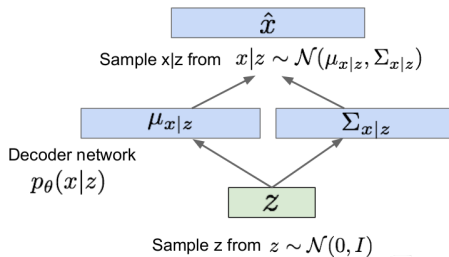 x̂
Sample x|z from x|z ∼ 𝒩(μ_{x|z}, Σ_{x|z})
μ_{x|z} Σ_{x|z}
Decoder network
p_θ(x|z)
z
Sample z from z ∼ 𝒩(0, I)